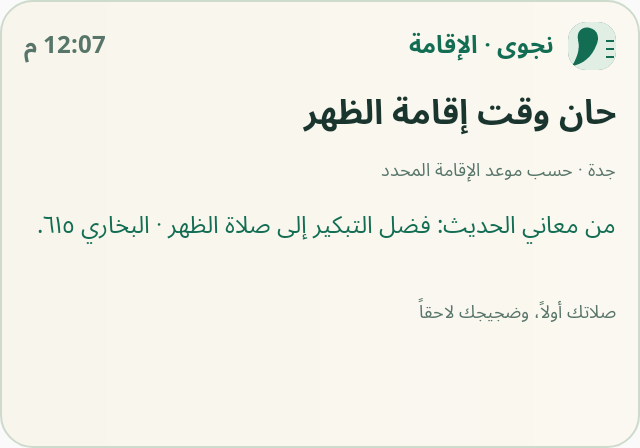 نجوى · الإقامة
12:07 م
حان وقت إقامة الظهر
جدة · حسب موعد الإقامة المحدد
من معاني الحديث: فضل التبكير إلى صلاة الظهر · البخاري ٦١٥.
صلاتك أولاً، وضجيجك لاحقاً